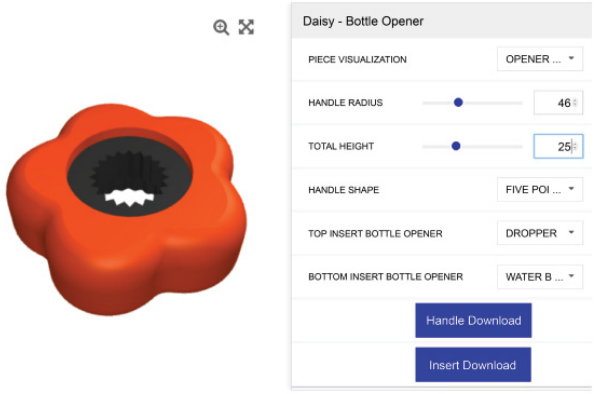 Daisy - Bottle Opener
PIECE VISUALIZATION OPENER ...
HANDLE RADIUS 46
TOTAL HEIGHT 25
HANDLE SHAPE FIVE POI ...
TOP INSERT BOTTLE OPENER DROPPER
BOTTOM INSERT BOTTLE OPENER WATER B ...
Handle Download
Insert Download